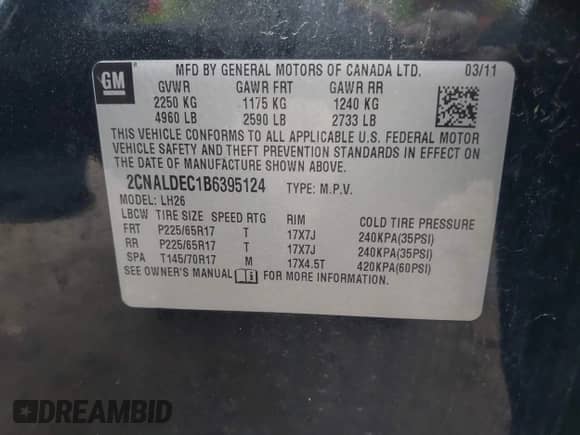 GM
MFD BY GENERAL MOTORS OF CANADA LTD. 03/11
GVWR GAWR FRT GAWR RR
2250 KG 1175 KG 1240 KG
4960 LB 2590 LB 2733 LB
THIS VEHICLE CONFORMS TO ALL APPLICABLE U.S. FEDERAL MOTOR
VEHICLE SAFETY AND THEFT PREVENTION STANDARDS IN EFFECT ON
THE DATE OF MANUFACTURE SHOWN ABOVE.
2CNALDEC1B6395124 TYPE: M.P.V.
MODEL: LH26
LBCW TIRE SIZE SPEED RTG RIM COLD TIRE PRESSURE
FRT P225/65R17 T 17X7J 240KPA(35PSI)
RR P225/65R17 T 17X7J 240KPA(35PSI)
SPA T145/70R17 M 17X4.5T 420KPA(60PSI)
SEE OWNER'S MANUAL FOR MORE INFORMATION.
DREAMBID